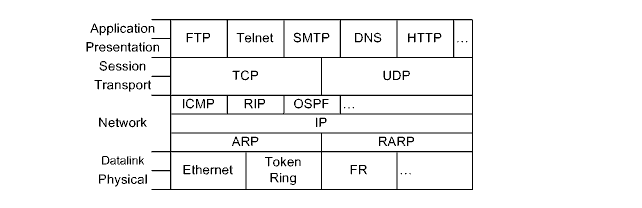 Application
Presentation
FTP Telnet SMTP DNS HTTP ...
Session
Transport
TCP UDP
Network
ICMP RIP OSPF ...
IP
ARP RARP
Datalink
Physical
Ethernet Token Ring FR ...